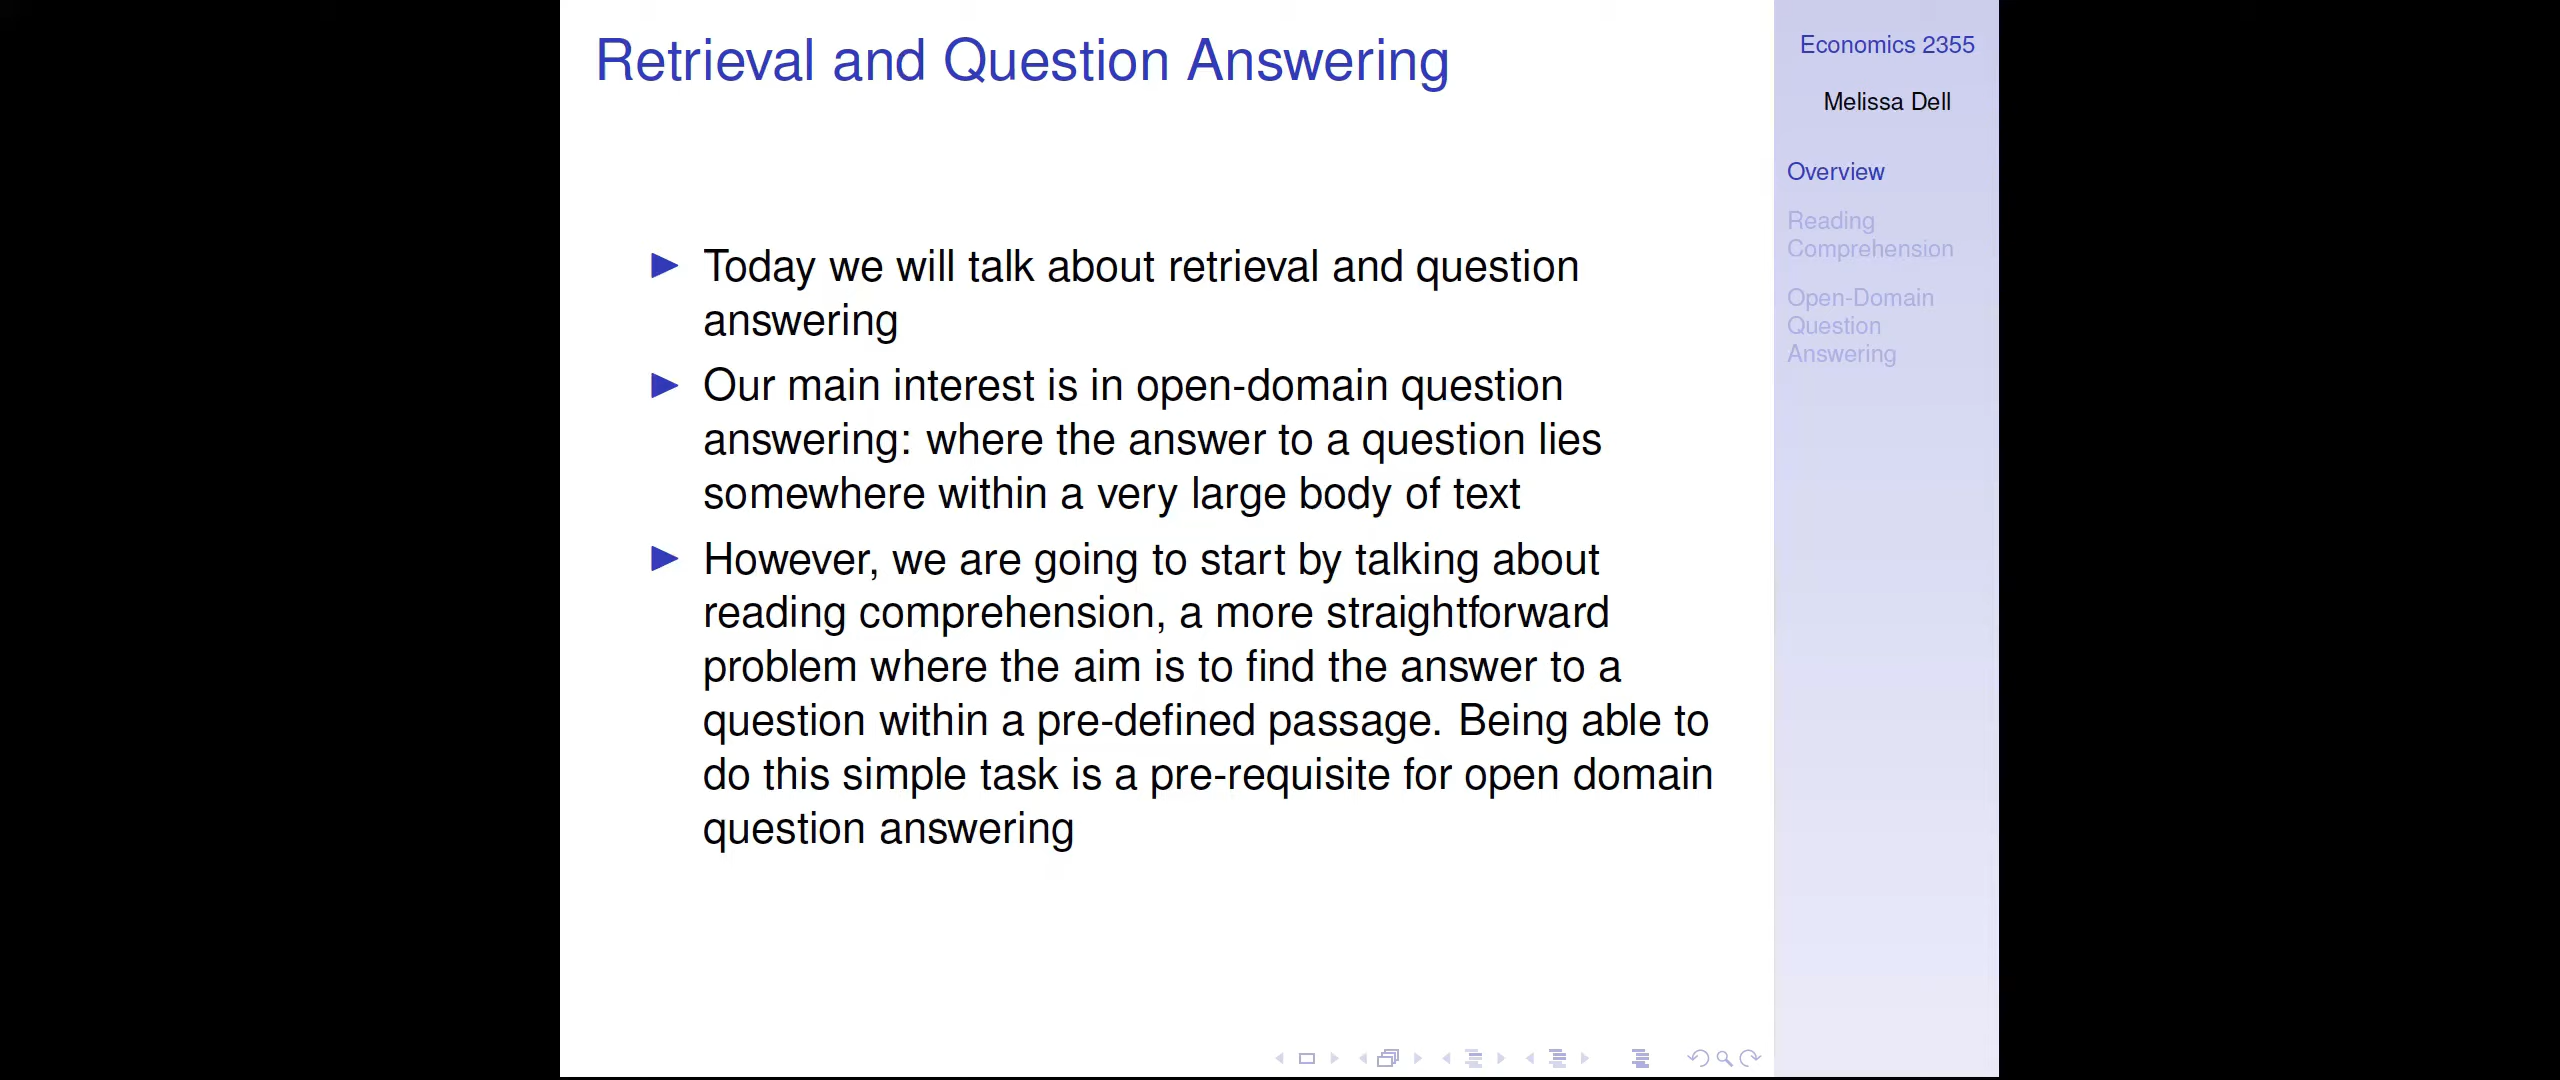 Retrieval and Question Answering
Today we will talk about retrieval and question
answering
Our main interest is in open-domain question
answering: where the answer to a question lies
somewhere within a very large body of text
However, we are going to start by talking about
reading comprehension, a more straightforward
problem where the aim is to find the answer to a
question within a pre-defined passage. Being able to
do this simple task is a pre-requisite for open domain
question answering
Economics 2355
Melissa Dell
Overview
Reading
Comprehension
Open-Domain
Question
Answering